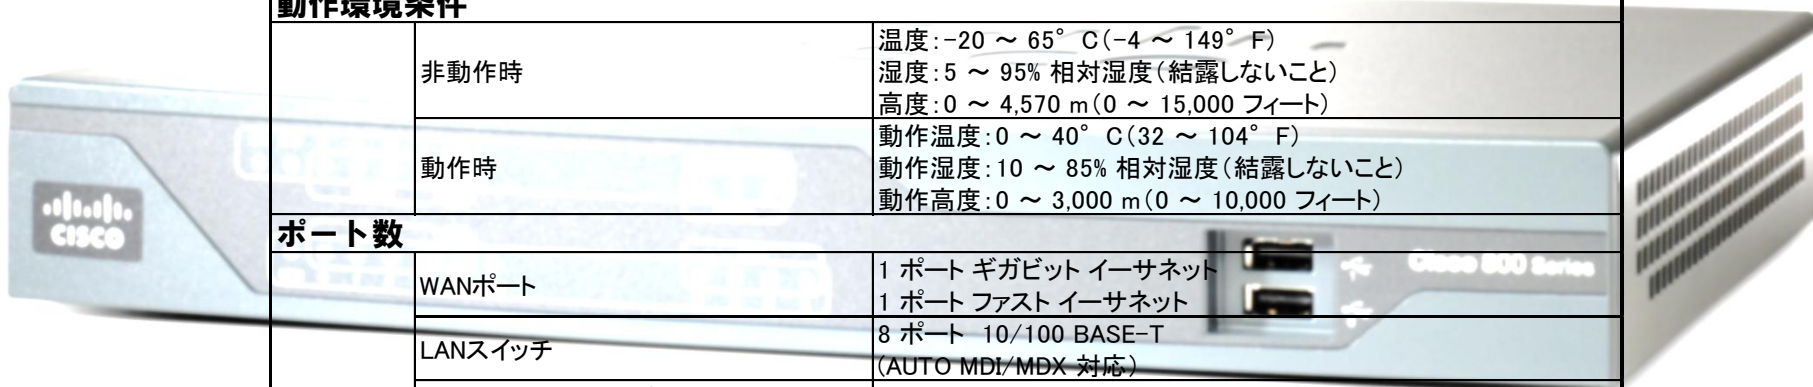 動作環境条件
非動作時
温度:-20 ~ 65°C(-4 ~ 149°F)
湿度:5 ~ 95% 相対湿度(結露しないこと)
高度:0 ~ 4,570 m(0 ~ 15,000 フィート)
動作時
動作温度:0 ~ 40°C(32 ~ 104°F)
動作湿度:10 ~ 85% 相対湿度(結露しないこと)
動作高度:0 ~ 3,000 m(0 ~ 10,000 フィート)
CISCO
ポート数
WANポート
1 ポート ギガビット イーサネット
1 ポート ファスト イーサネット
Cisco 800 Series
LANスイッチ
8 ポート 10/100 BASE-T
(AUTO MDI/MDX 対応)